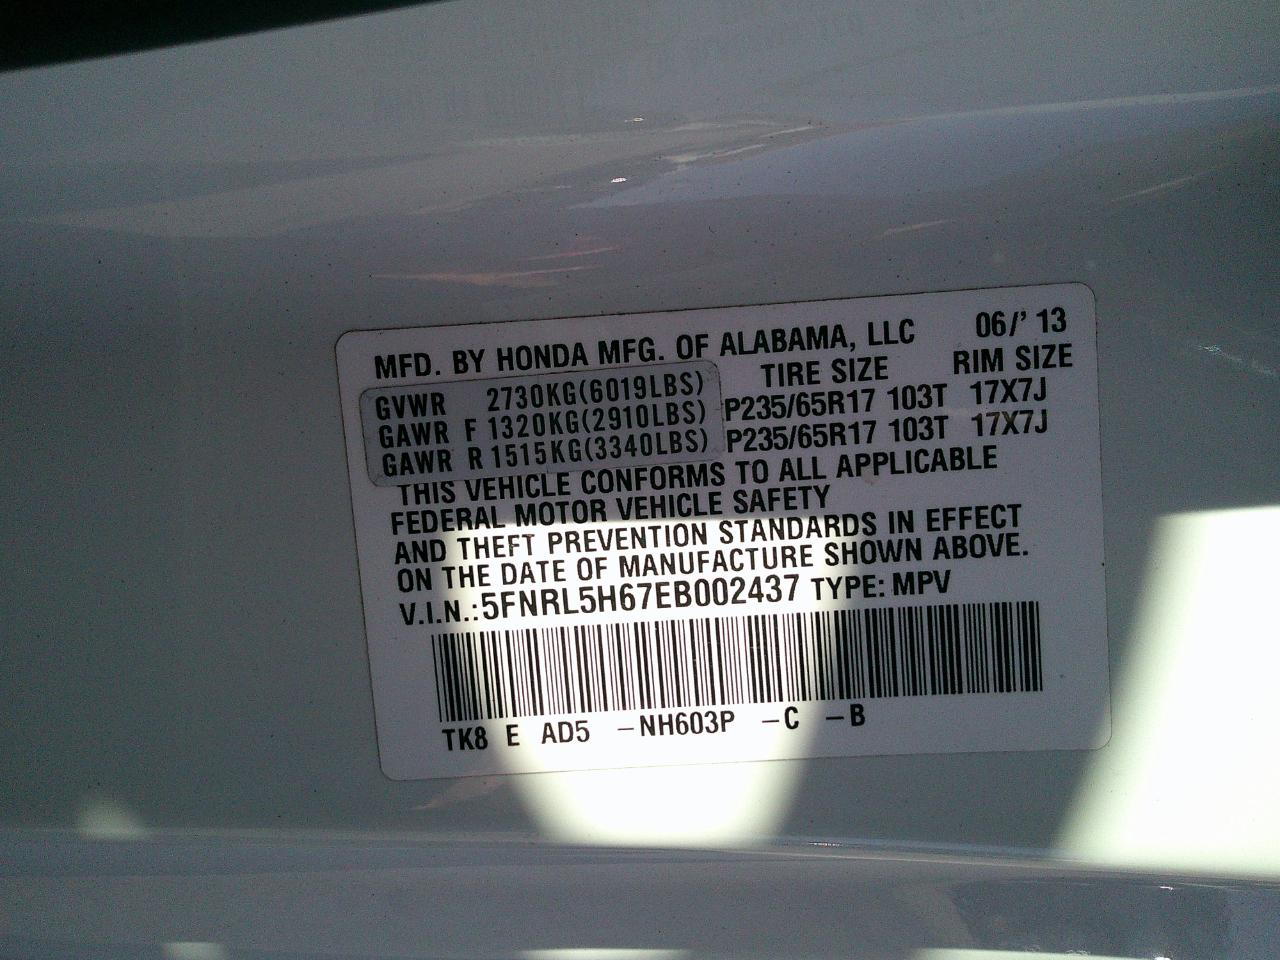 MFD. BY HONDA MFG. OF ALABAMA, LLC 06/' 13
TIRE SIZE RIM SIZE
GVWR 2730KG(6019LBS)
GAWR F 1320KG(2910LBS) P235/65R17 103T 17X7J
GAWR R 1515KG(3340LBS) P235/65R17 103T 17X7J
THIS VEHICLE CONFORMS TO ALL APPLICABLE
FEDERAL MOTOR VEHICLE SAFETY
AND THEFT PREVENTION STANDARDS IN EFFECT
ON THE DATE OF MANUFACTURE SHOWN ABOVE.
V.I.N.:5FNRL5H67EB002437 TYPE: MPV
TK8 E AD5 –NH603P –C –B